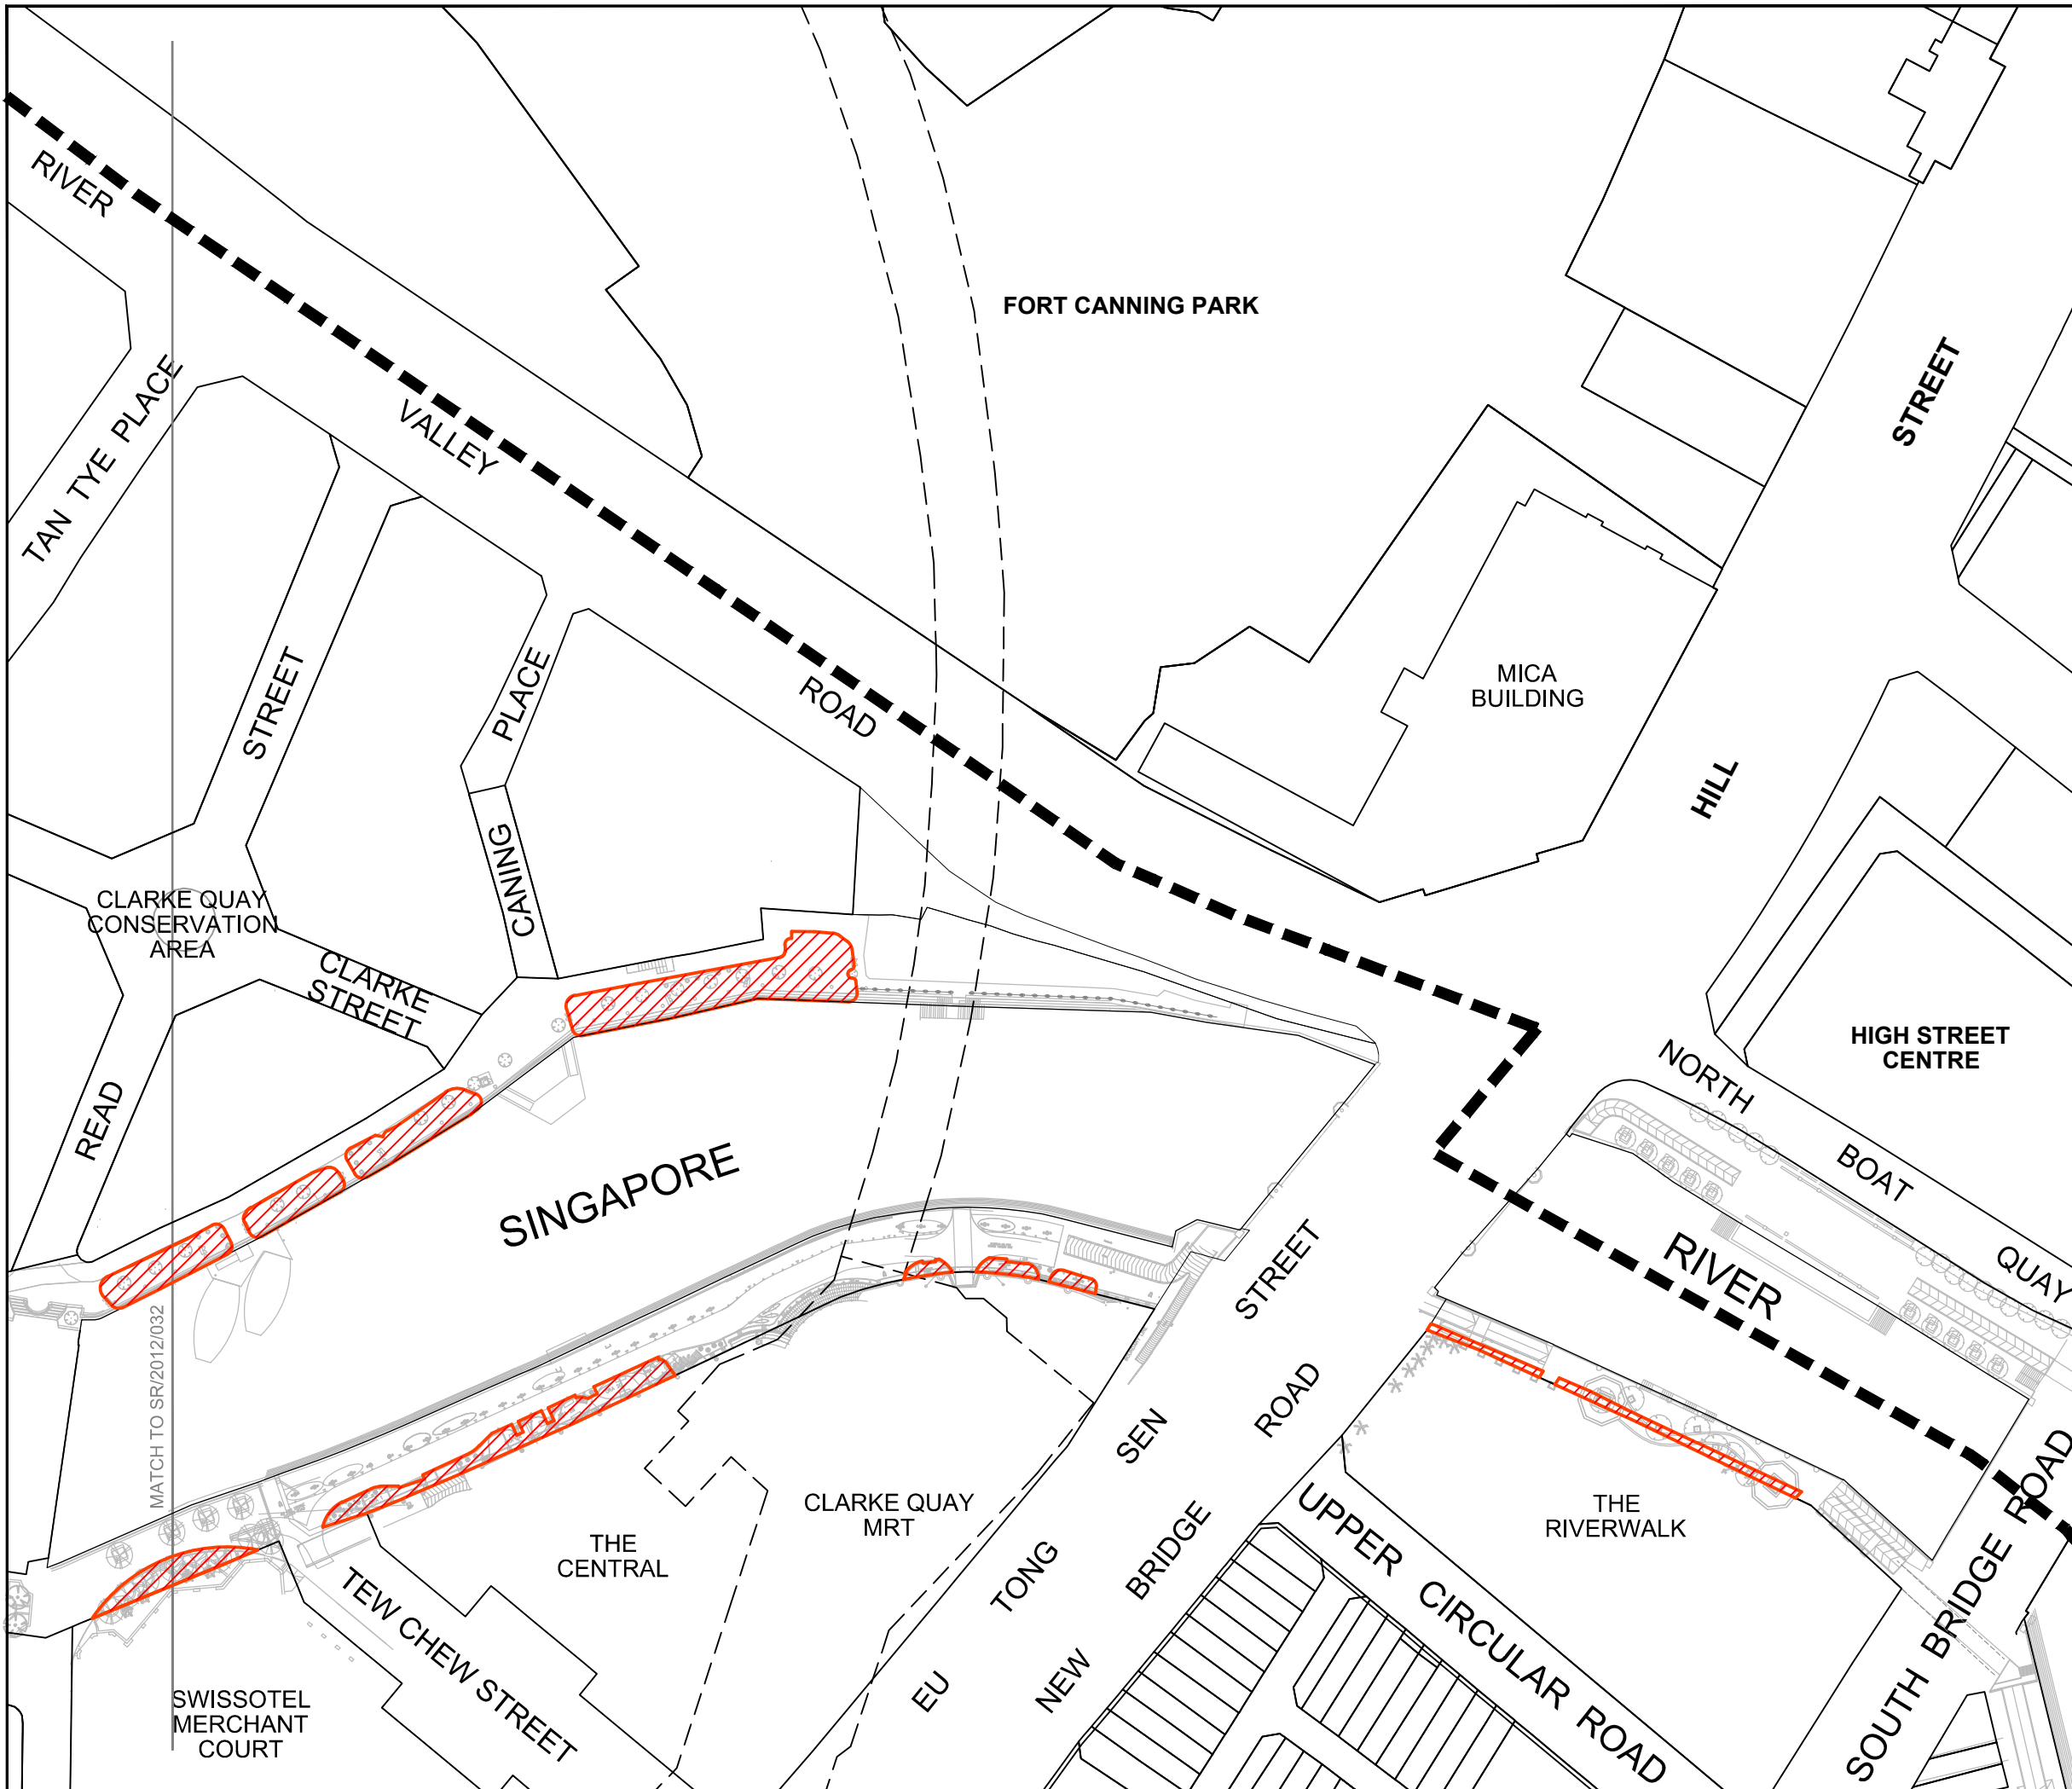 RIVER
VALLEY
ROAD
FORT CANNING PARK
STREET
HILL
TAN TYE PLACE
STREET
PLACE
CANING
MICA
BUILDING
CLARKE QUAY
CONSERVATION
AREA
CLARKE
STREET
READ
HIGH STREET
CENTRE
NORTH
BOAT
QUAY
SINGAPORE
RIVER
MATCH TO SR/2012/032
STREET
SEN
TONG
EU
ROAD
BRIDGE
NEW
CLARKE QUAY
MRT
THE
CENTRAL
THE
RIVERWALK
UPPER CIRCULAR ROAD
SOUTH BRIDGE ROAD
TEW CHEW STREET
SWISSOTEL
MERCHANT
COURT